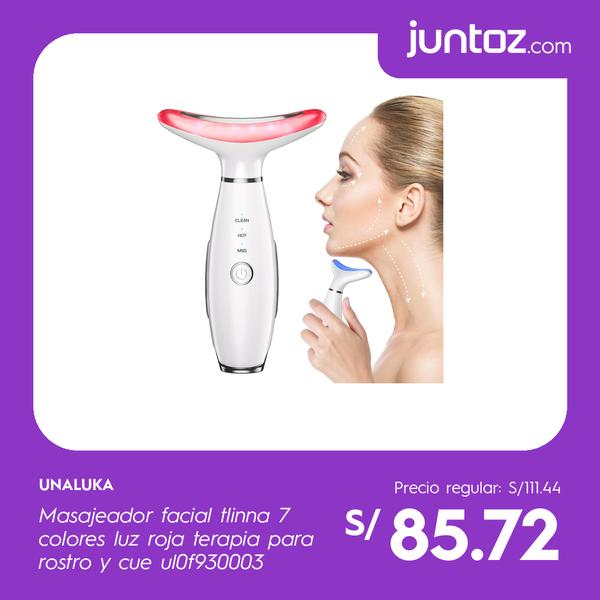 juntoz.com
CLEAN
HOT
MSG
UNALUKA
Masajeador facial tlinna 7
colores luz roja terapia para
rostro y cue ul0f930003
Precio regular: S/111.44
S/ 85.72